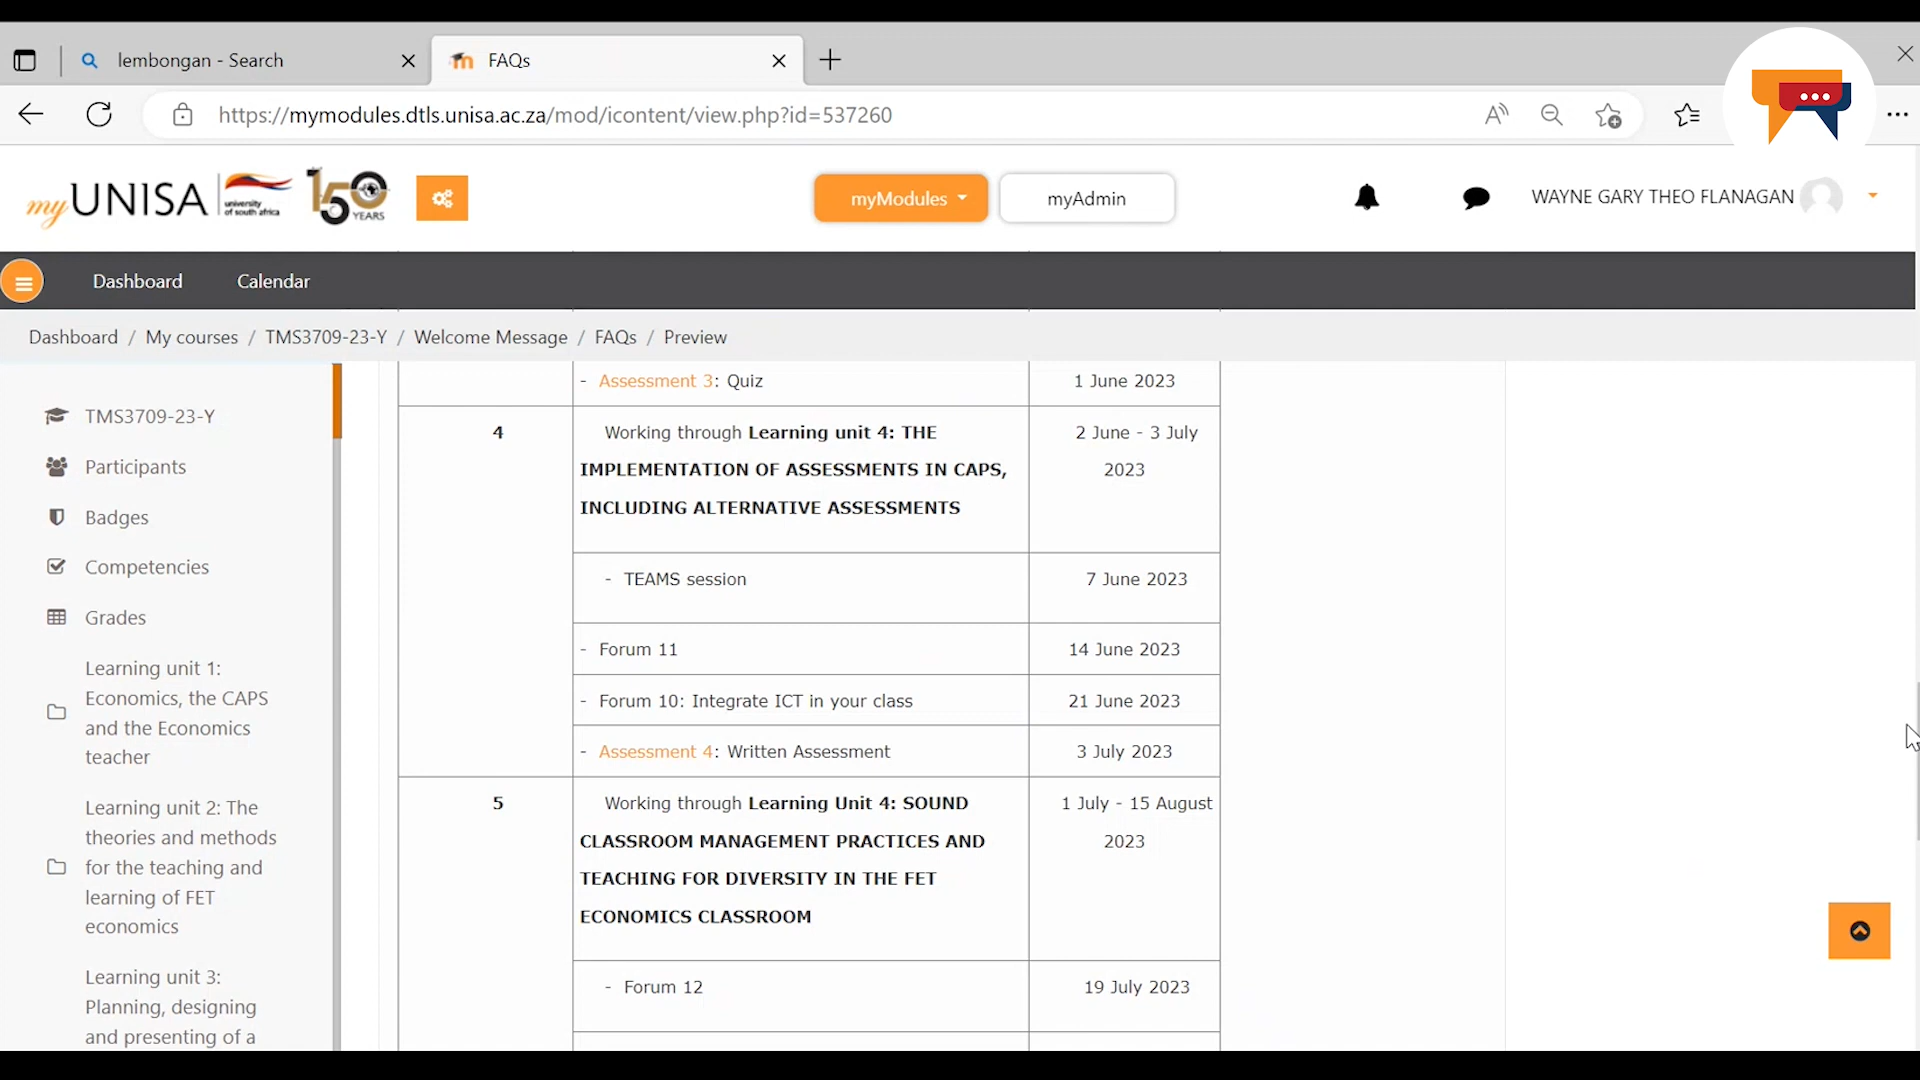 lembongan - Search
FAQs
https://mymodules.dtls.unisa.ac.za/mod/icontent/view.php?id=537260
myUNISA
university
of south africa
150
YEARS
myModules
myAdmin
WAYNE GARY THEO FLANAGAN
Dashboard
Calendar
Dashboard / My courses / TMS3709-23-Y / Welcome Message / FAQs / Preview
TMS3709-23-Y
Participants
Badges
Competencies
Grades
Learning unit 1:
Economics, the CAPS
and the Economics
teacher
Learning unit 2: The
theories and methods
for the teaching and
learning of FET
economics
Learning unit 3:
Planning, designing
and presenting of a
- Assessment 3: Quiz
1 June 2023
4
Working through Learning unit 4: THE
IMPLEMENTATION OF ASSESSMENTS IN CAPS,
INCLUDING ALTERNATIVE ASSESSMENTS
2 June - 3 July
2023
- TEAMS session
7 June 2023
- Forum 11
14 June 2023
- Forum 10: Integrate ICT in your class
21 June 2023
- Assessment 4: Written Assessment
3 July 2023
5
Working through Learning Unit 4: SOUND
CLASSROOM MANAGEMENT PRACTICES AND
TEACHING FOR DIVERSITY IN THE FET
ECONOMICS CLASSROOM
1 July - 15 August
2023
- Forum 12
19 July 2023